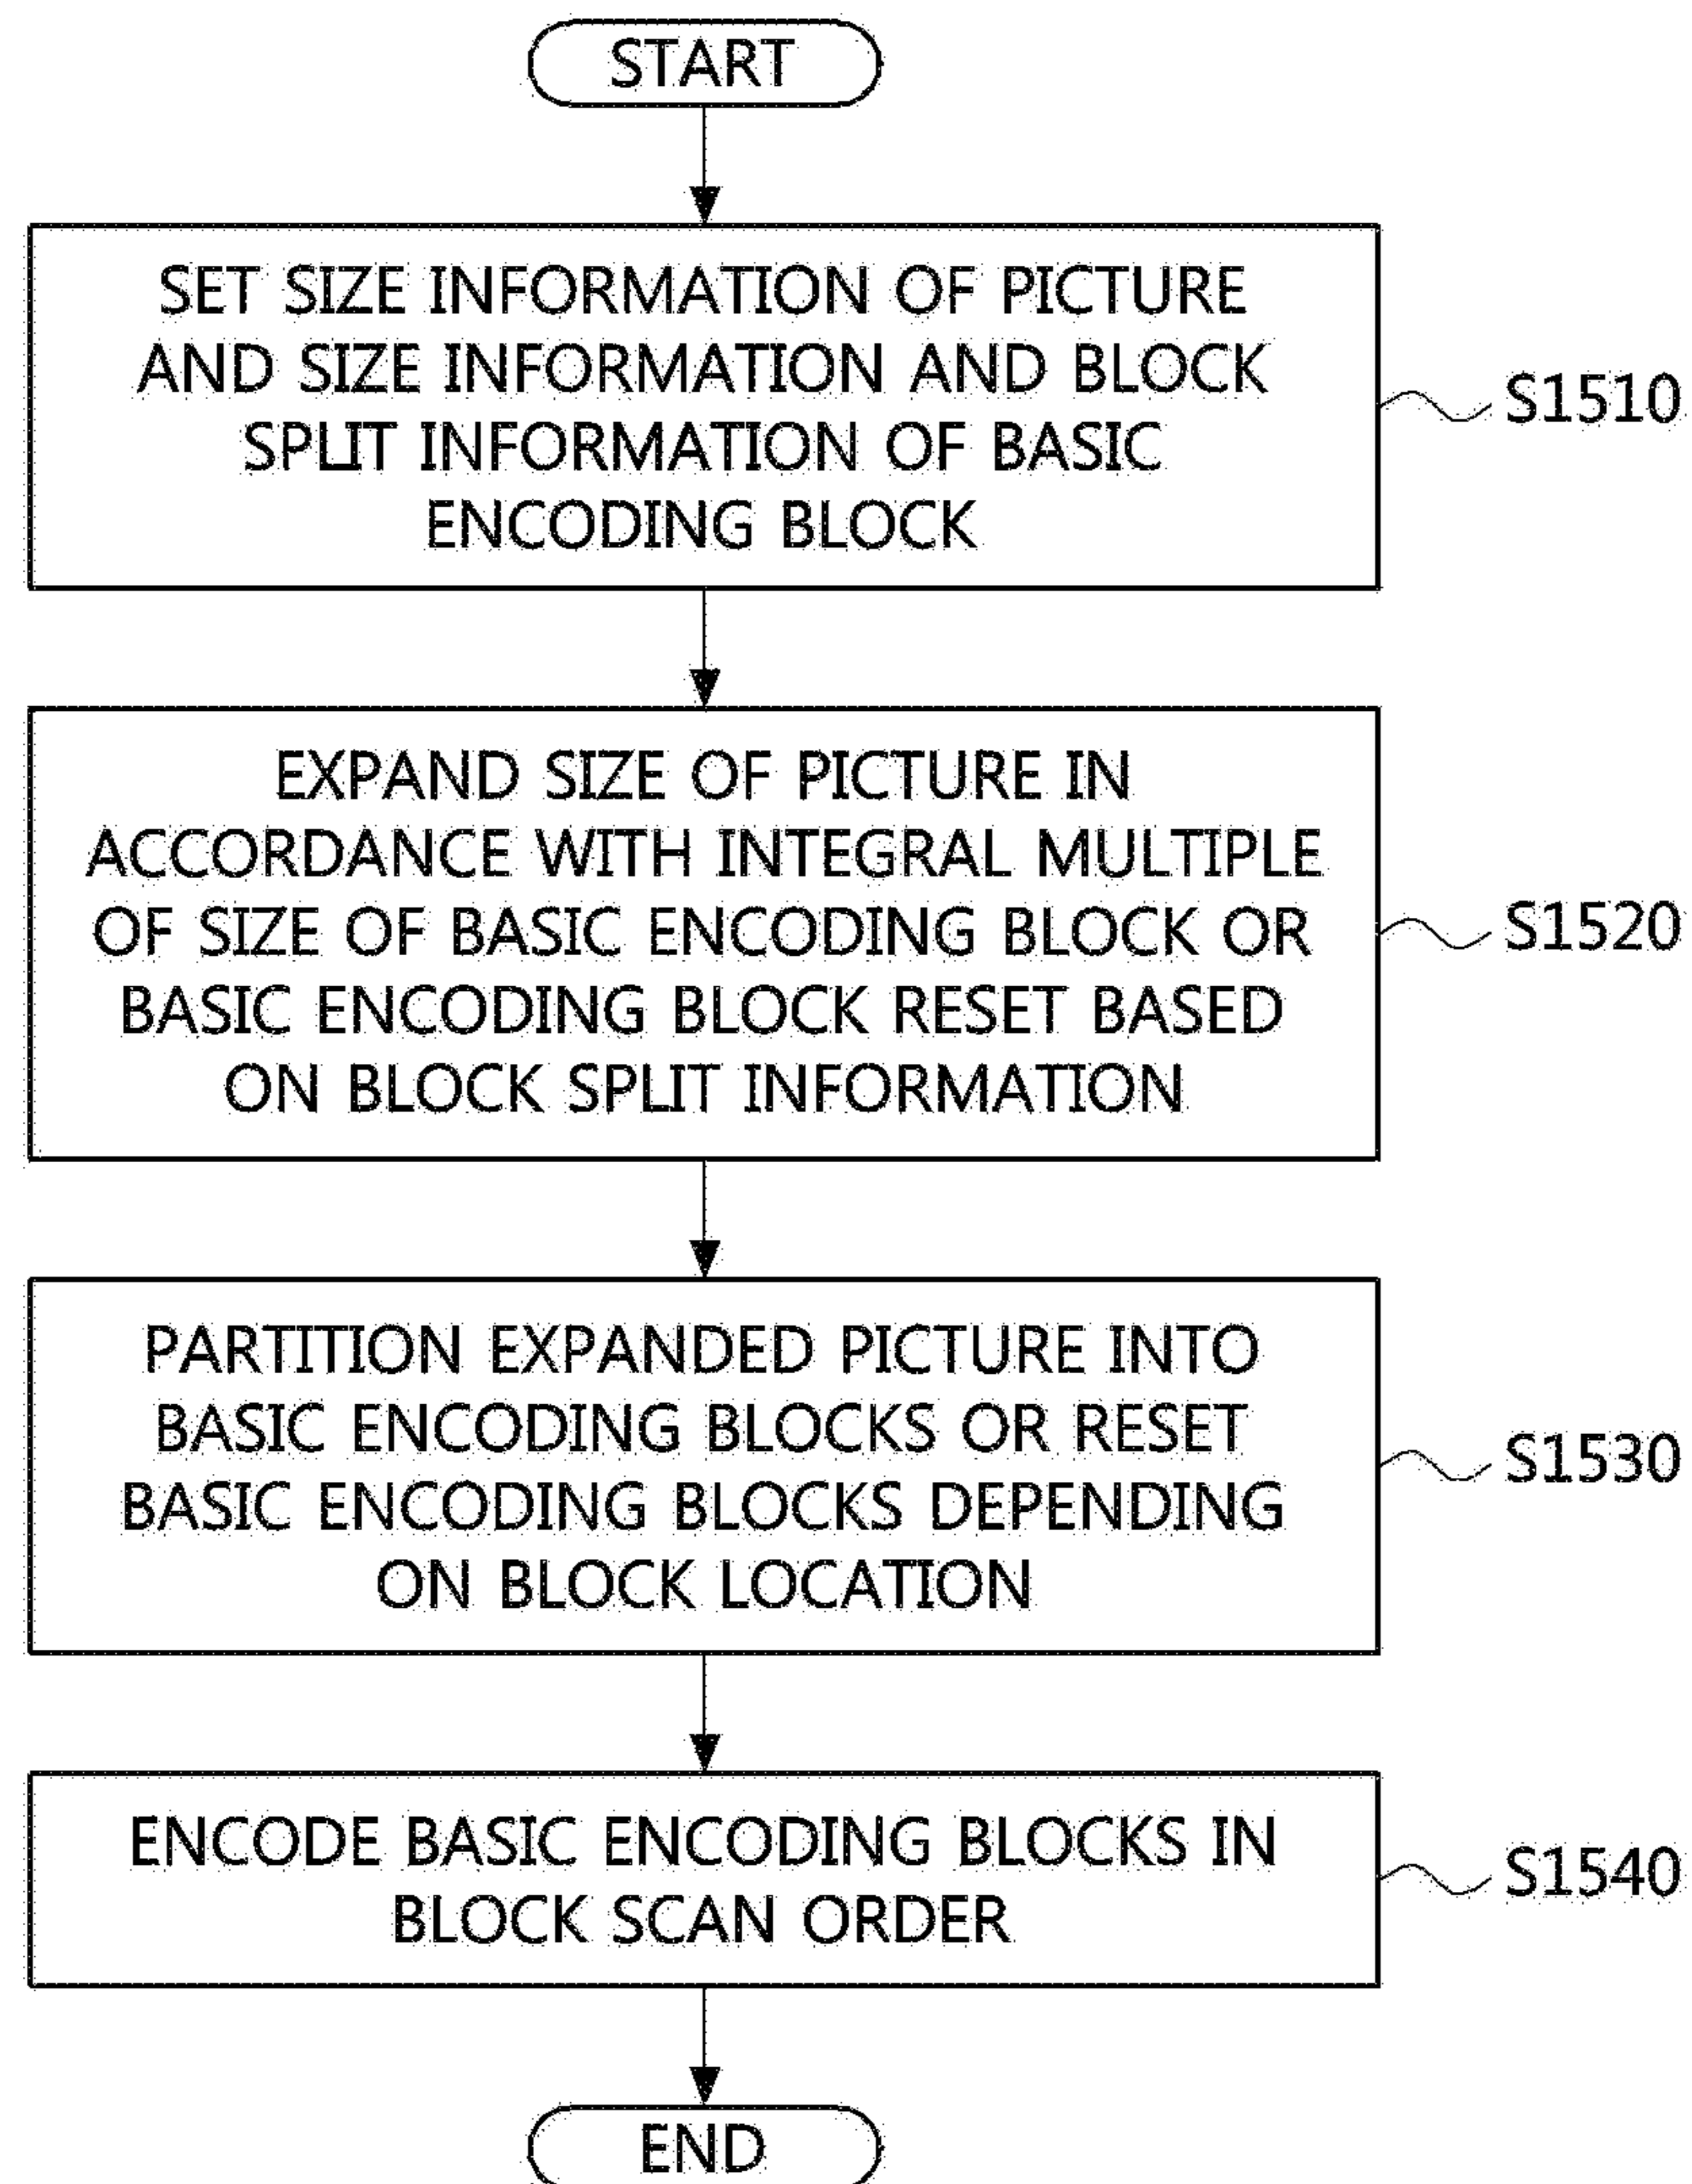 START
SET SIZE INFORMATION OF PICTURE
AND SIZE INFORMATION AND BLOCK
SPLIT INFORMATION OF BASIC
ENCODING BLOCK
S1510
EXPAND SIZE OF PICTURE IN
ACCORDANCE WITH INTEGRAL MULTIPLE
OF SIZE OF BASIC ENCODING BLOCK OR
BASIC ENCODING BLOCK RESET BASED
ON BLOCK SPLIT INFORMATION
S1520
PARTITION EXPANDED PICTURE INTO
BASIC ENCODING BLOCKS OR RESET
BASIC ENCODING BLOCKS DEPENDING
ON BLOCK LOCATION
S1530
ENCODE BASIC ENCODING BLOCKS IN
BLOCK SCAN ORDER
S1540
END